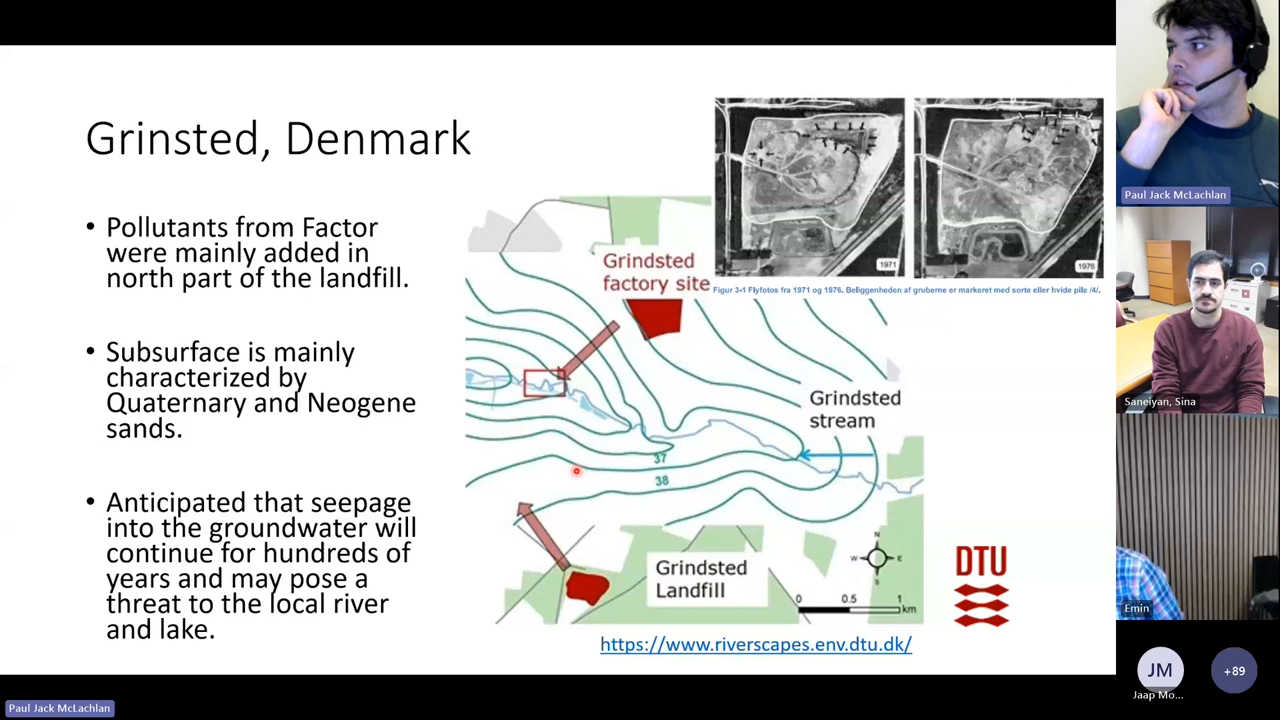 Grinsted, Denmark
• Pollutants from Factor
were mainly added in
north part of the landfill.
• Subsurface is mainly
characterized by
Quaternary and Neogene
sands.
• Anticipated that seepage
into the groundwater will
continue for hundreds of
years and may pose a
threat to the local river
and lake.
1971
1976
Figur 3-1 Flyfotos fra 1971 og 1976. Beliggenheden af gruberne er markeret med sorte eller hvide pile /4/.
Grindsted
factory site
Grindsted
stream
37
38
Grindsted
Landfill
N
W
E
S
0 0.5 1
km
DTU
https://www.riverscapes.env.dtu.dk/
Paul Jack McLachlan
Saneiyan, Sina
Emin
JM
Jaap Mo...
+89
Paul Jack McLachlan